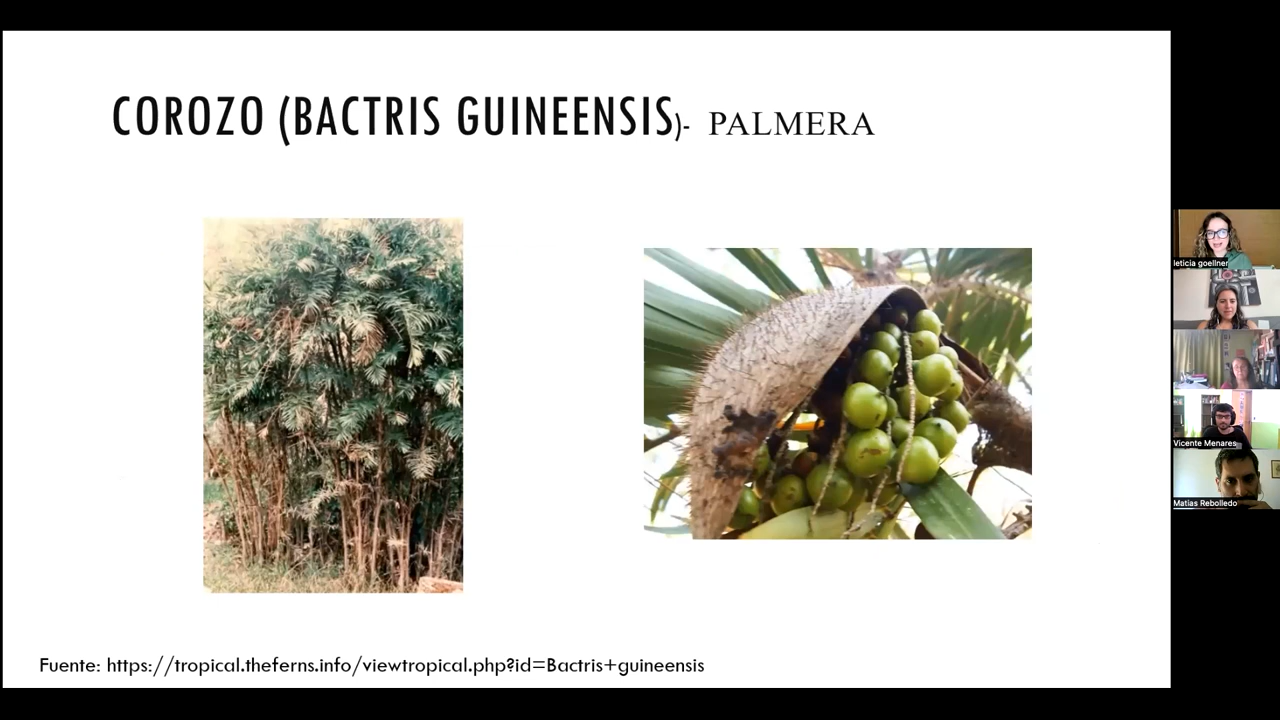 COROZO (BACTRIS GUINEENSIS)- PALMERA
Fuente: https://tropical.theferns.info/viewtropical.php?id=Bactris+guineensis
leticia goellner
Vicente Menares
Matías Rebolledo